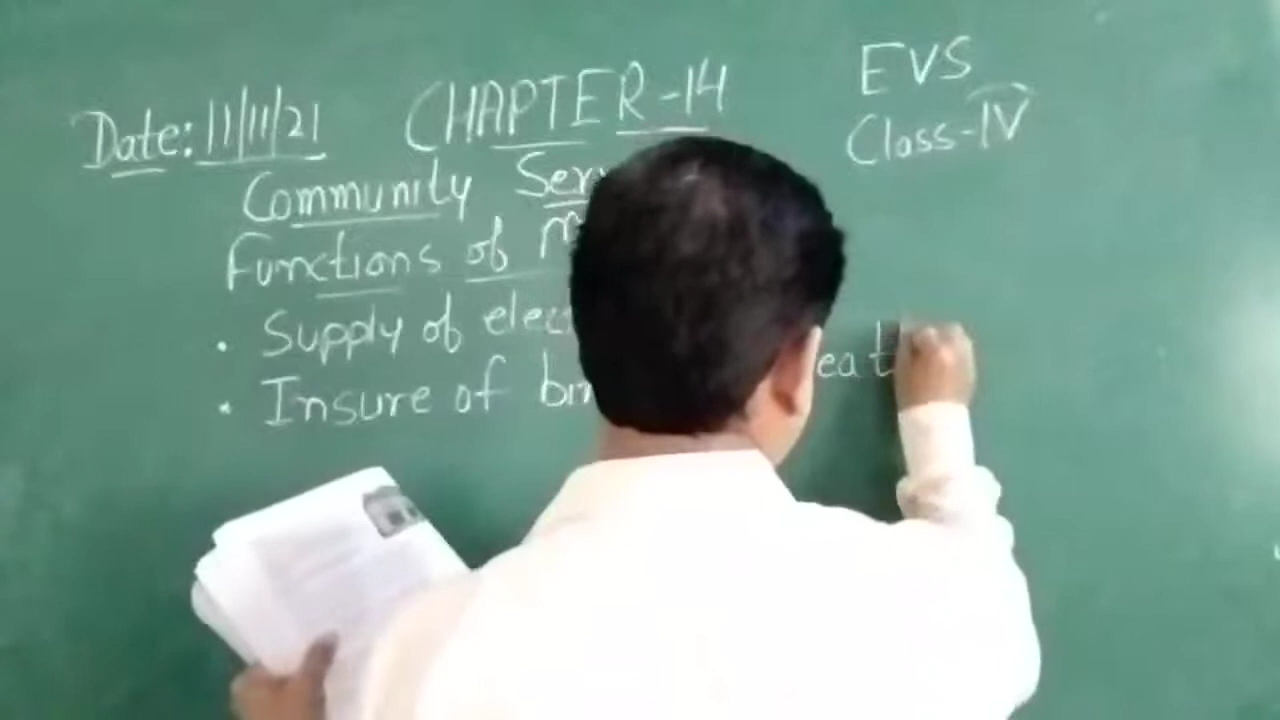 Date: 11/11/21
CHAPTER-14
EVS
Class-IV
Community
Functions of
Supply of
Insure of